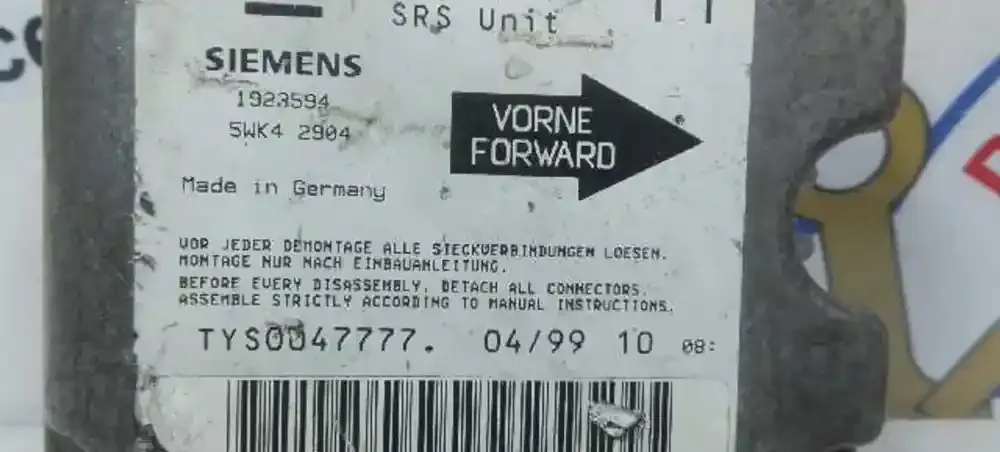 SRS Unit
SIEMENS
1923594
5WK4 2904
VORNE
FORWARD
Made in Germany
VOR JEDER DEMONTAGE ALLE STECKVERBINDUNGEN LOESEN.
MONTAGE NUR NACH EINBAUANLEITUNG.
BEFORE EVERY DISASSEMBLY, DETACH ALL CONNECTORS.
ASSEMBLE STRICTLY ACCORDING TO MANUAL INSTRUCTIONS.
TYS0047777. 04/99 10 08: